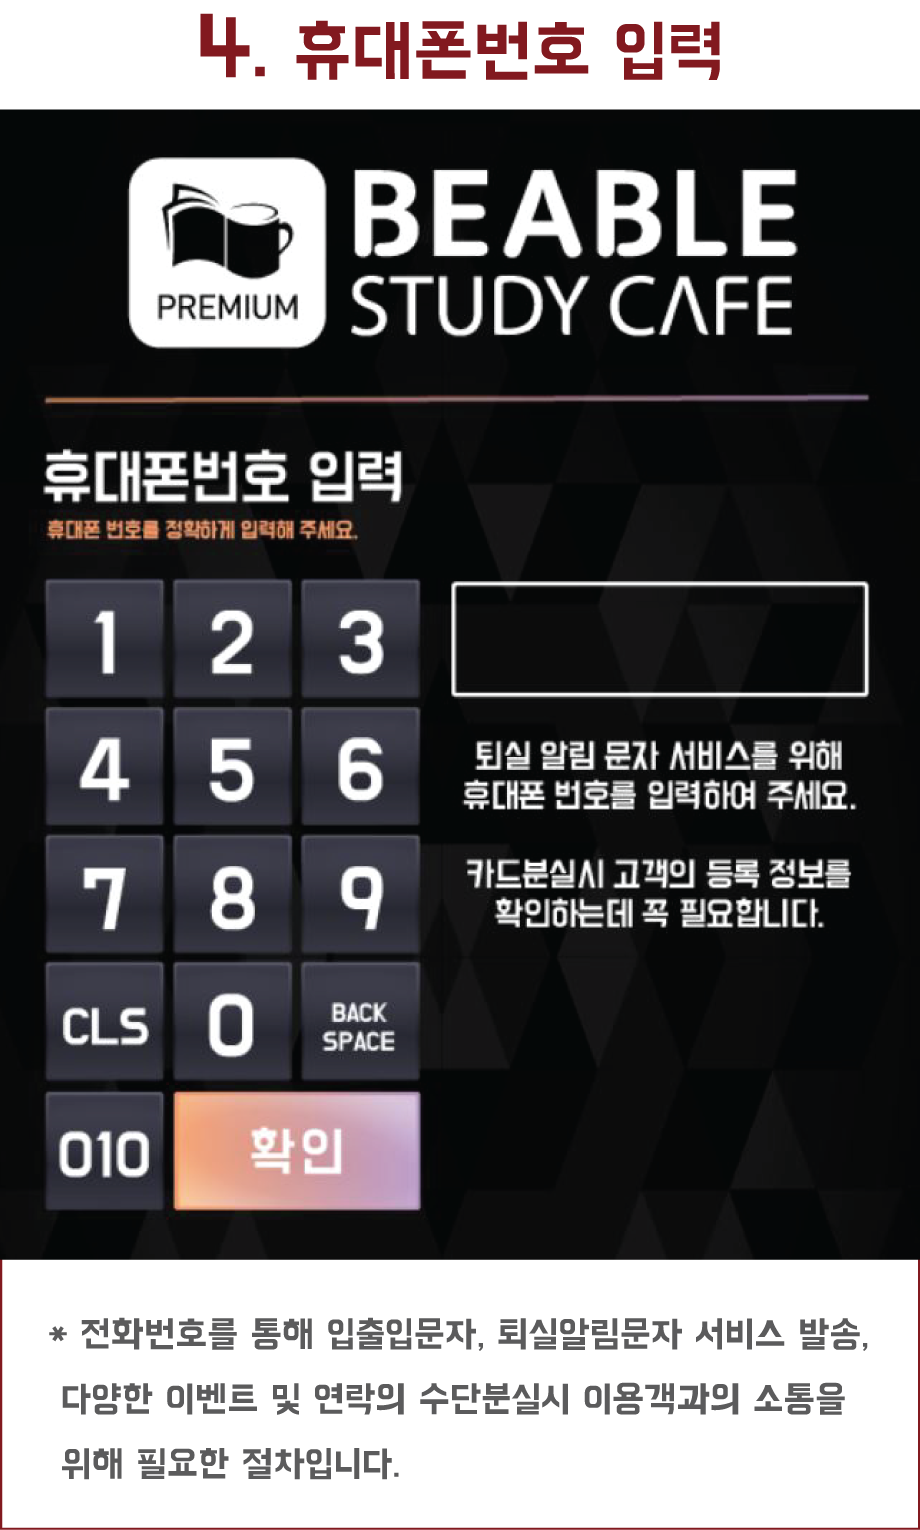 4. 휴대폰번호 입력
PREMIUM
BEABLE
STUDY CAFE
휴대폰번호 입력
휴대폰 번호를 정확하게 입력해 주세요.
1 2 3
4 5 6
7 8 9
CLS 0 BACK SPACE
010 확인
퇴실 알림 문자 서비스를 위해
휴대폰 번호를 입력하여 주세요.
카드분실시 고객의 등록 정보를
확인하는데 꼭 필요합니다.
* 전화번호를 통해 입출입문자, 퇴실알림문자 서비스 발송,
다양한 이벤트 및 연락의 수단분실시 이용객과의 소통을
위해 필요한 절차입니다.